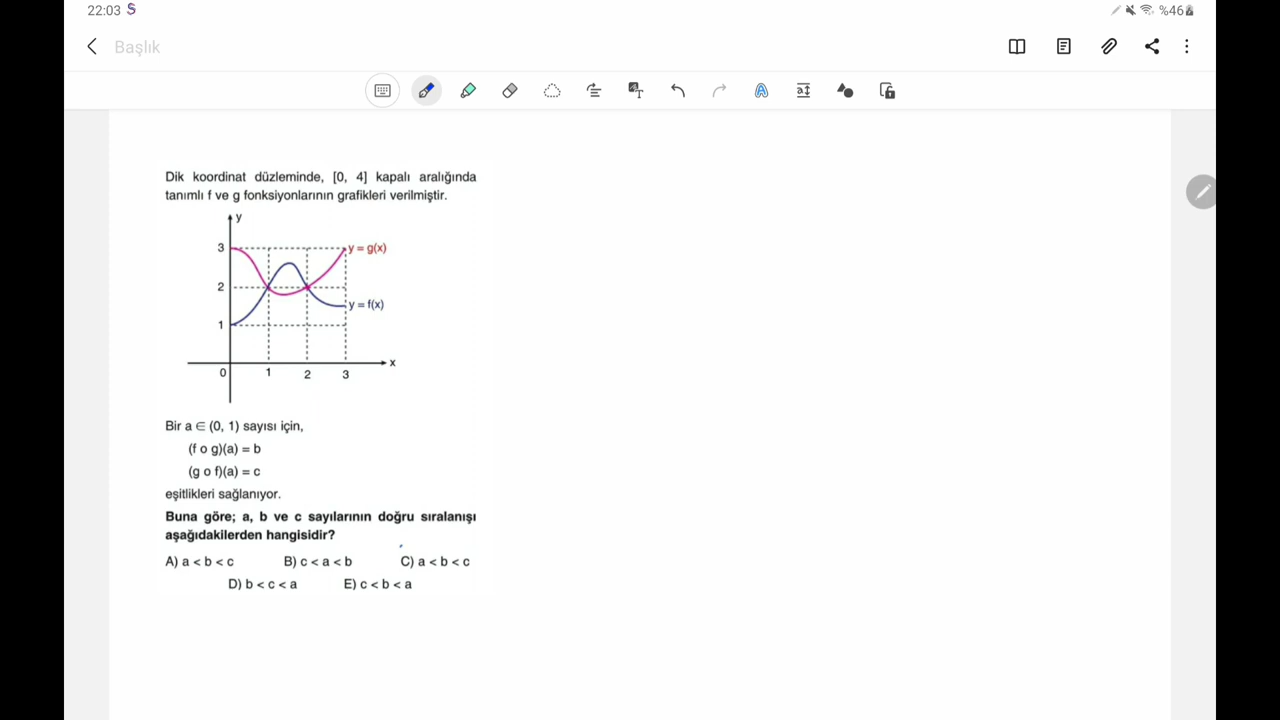 22:03 S
%46
Başlık
Dik koordinat düzleminde, [0, 4] kapalı aralığında
tanımlı f ve g fonksiyonlarının grafikleri verilmiştir.
y
3
y = g(x)
2
y = f(x)
1
x
0 1 2 3
Bir a ∈ (0, 1) sayısı için,
(f o g)(a) = b
(g o f)(a) = c
eşitlikleri sağlanıyor.
Buna göre; a, b ve c sayılarının doğru sıralanışı
aşağıdakilerden hangisidir?
A) a < b < c B) c < a < b C) a < b < c
D) b < c < a E) c < b < a